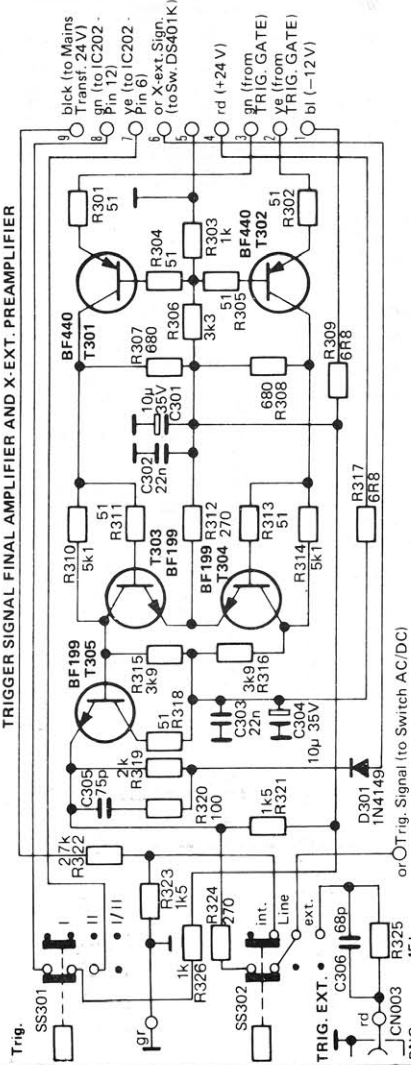 TRIGGER SIGNAL FINAL AMPLIFIER AND X-EXT. PREAMPLIFIER
blck (to Mains
Transf. 24V)
gn (to IC202 -
Pin 12)
ye (to IC202 -
Pin 6)
or X-ext. Sign.
(to Sw. DS401K)
rd (+24 V)
gn (from
TRIG. GATE)
ye (from
TRIG. GATE)
bl (−12 V)
9
8
7
6
5
4
3
2
1
R301
51
BF440
T301
R304
51
R303
1k
R305
51
BF440
T302
51
R302
R307
680
R306
3k3
680
R308
R309
6R8
10µ
35V
C301
C302
22n
R310
5k1
51
R311
T303
BF199
R312
270
BF199
T304
R313
51
R314
5k1
R317
6R8
BF199
T305
R315
3k9
3k9
R316
51
R318
C303
22n
C304
10µ 35V
C305
75p
2k
R319
R320
100
1k5
R321
D301
1N4149
or
Trig. Signal (to Switch AC/DC)
27k
R322
R323
1k5
1k
R326
R324
270
Trig.
SS301
I
II
I/II
gr
SS302
int.
Line
ext.
TRIG. EXT.
C306
68p
R325
rd
CN003